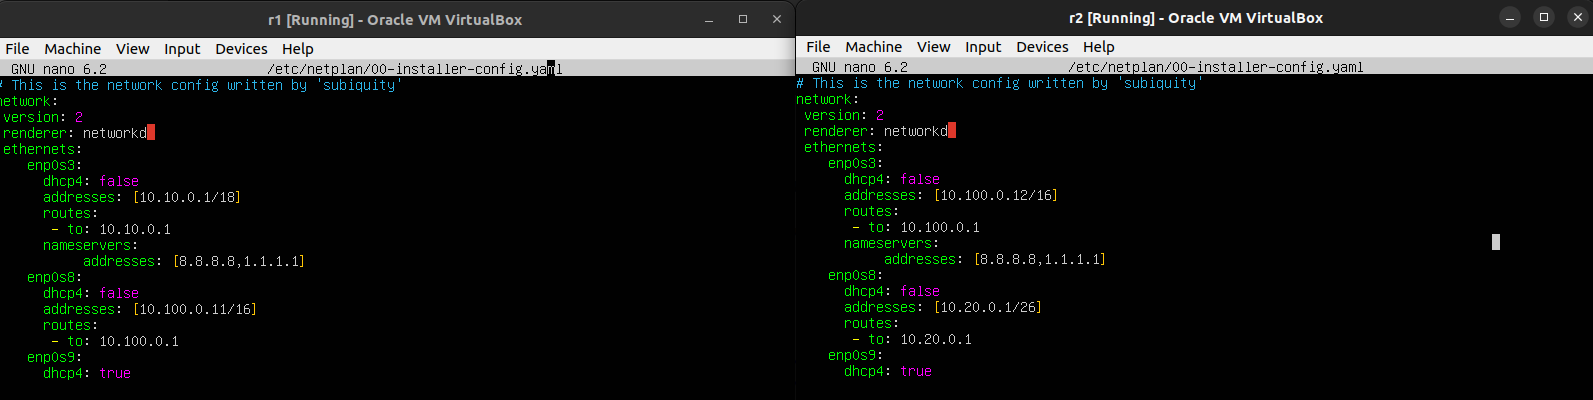 r1 [Running] - Oracle VM VirtualBox
File Machine View Input Devices Help
GNU nano 6.2 /etc/netplan/00-installer-config.yaml
# This is the network config written by 'subiquity'
network:
version: 2
renderer: networkd
ethernets:
enp0s3:
dhcp4: false
addresses: [10.10.0.1/18]
routes:
- to: 10.10.0.1
nameservers:
addresses: [8.8.8.8,1.1.1.1]
enp0s8:
dhcp4: false
addresses: [10.100.0.11/16]
routes:
- to: 10.100.0.1
enp0s9:
dhcp4: true
r2 [Running] - Oracle VM VirtualBox
File Machine View Input Devices Help
GNU nano 6.2 /etc/netplan/00-installer-config.yaml
# This is the network config written by 'subiquity'
network:
version: 2
renderer: networkd
ethernets:
enp0s3:
dhcp4: false
addresses: [10.100.0.12/16]
routes:
- to: 10.100.0.1
nameservers:
addresses: [8.8.8.8,1.1.1.1]
enp0s8:
dhcp4: false
addresses: [10.20.0.1/26]
routes:
- to: 10.20.0.1
enp0s9:
dhcp4: true